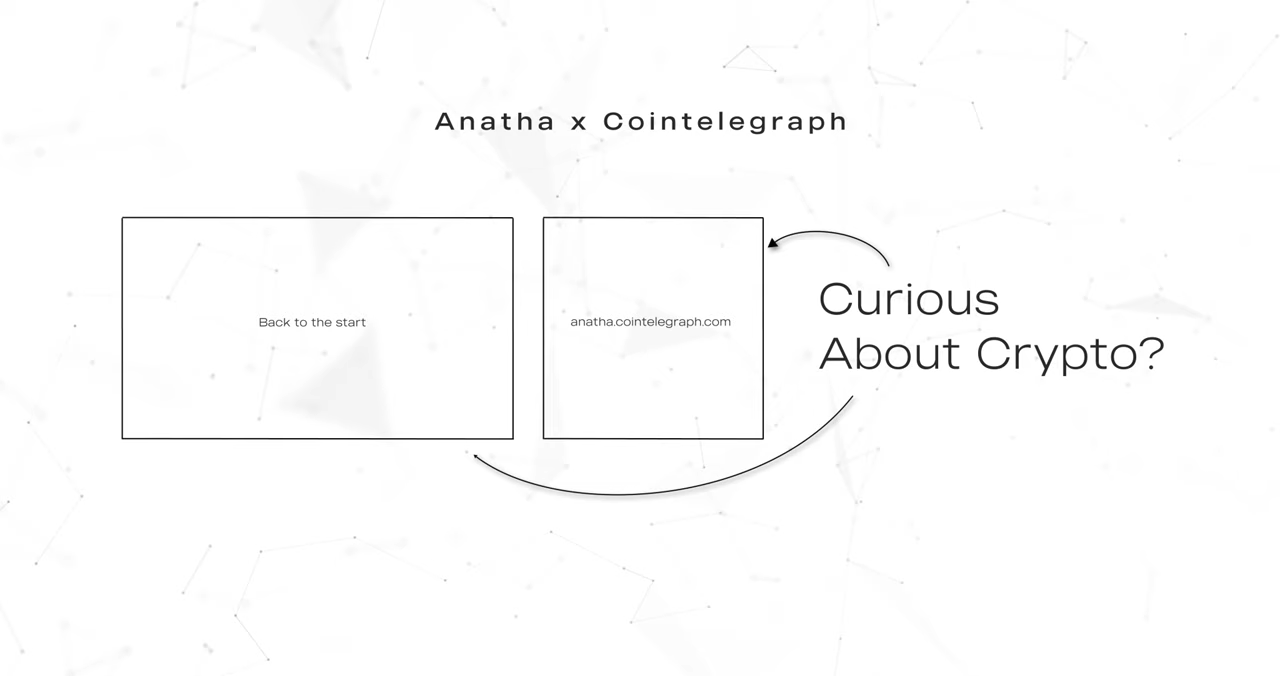 Anatha x Cointelegraph
Back to the start
anatha.cointelegraph.com
Curious
About Crypto?